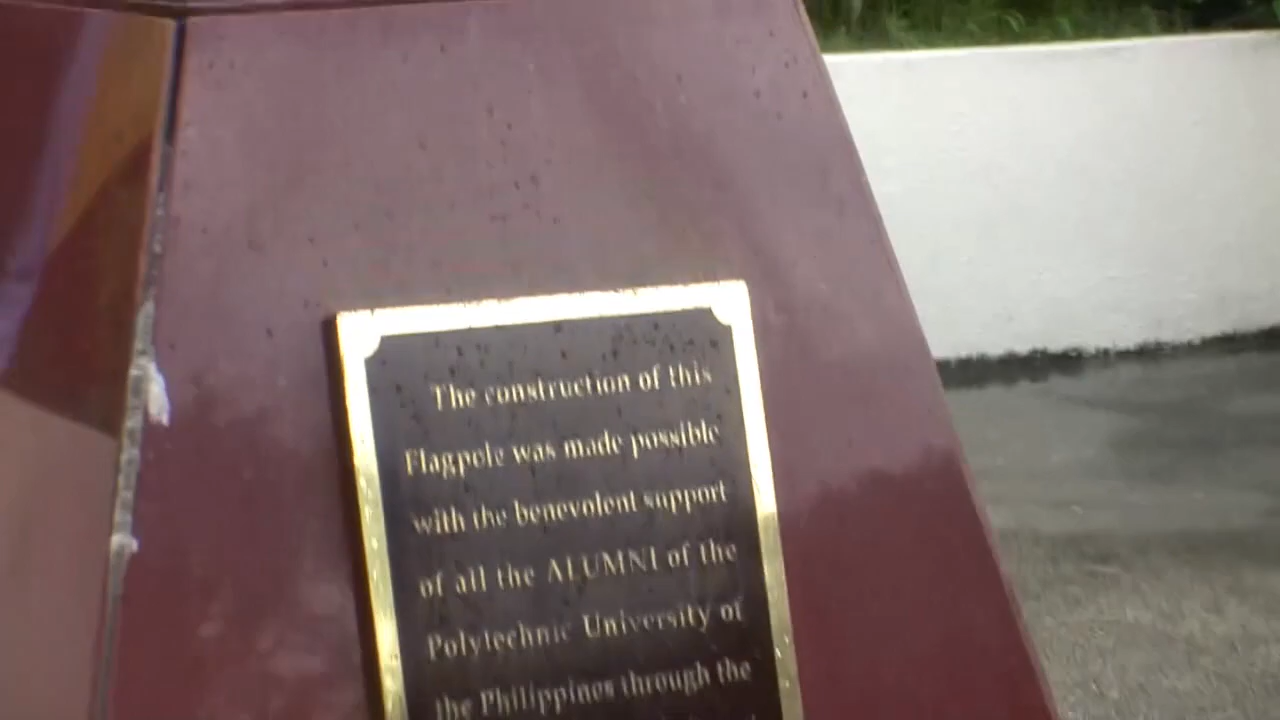 The construction of this
Flagpole was made possible
with the benevolent support
of all the ALUMNI of the
Polytechnic University of
the Philippines through the